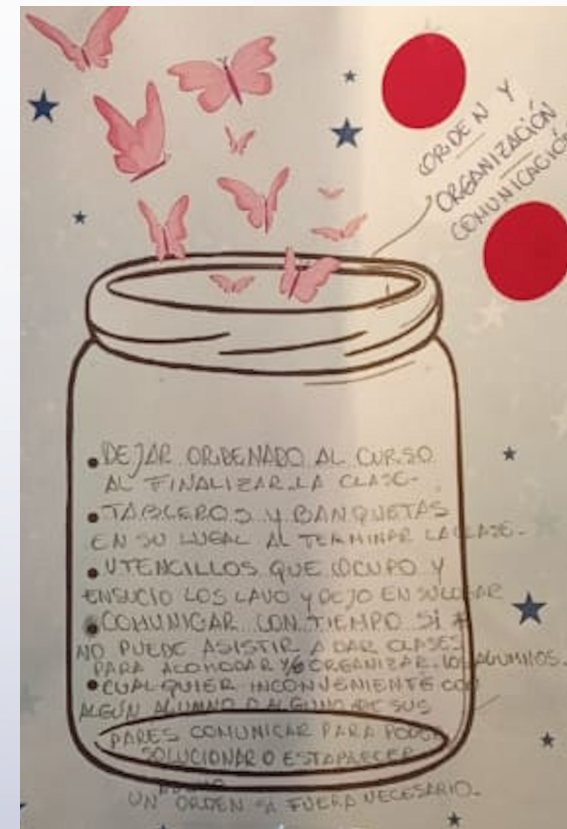 ORDEN Y
ORGANIZACIÓN
COMUNICACIÓN
• DEJAR ORDENADO AL CURSO
AL FINALIZAR LA CLASE-
• TABLEROS Y BANQUETAS
EN SU LUGAR AL TERMINAR LA CLASE-
• UTENCILLOS QUE OCUPO Y
ENSUCIO LOS LAVO Y DEJO EN SU LUGAR
• COMUNICAR CON TIEMPO SI
NO PUEDE ASISTIR A DAR CLASES
PARA ACOMODAR Y ORGANIZAR LOS ALUMNOS.
• CUALQUIER INCONVENIENTE CON
ALGÚN ALUMNO O ALGUNO DE SUS
PARES COMUNICAR PARA PODER
SOLUCIONAR O ESTABLECER
UN ORDEN SI FUERA NECESARIO-